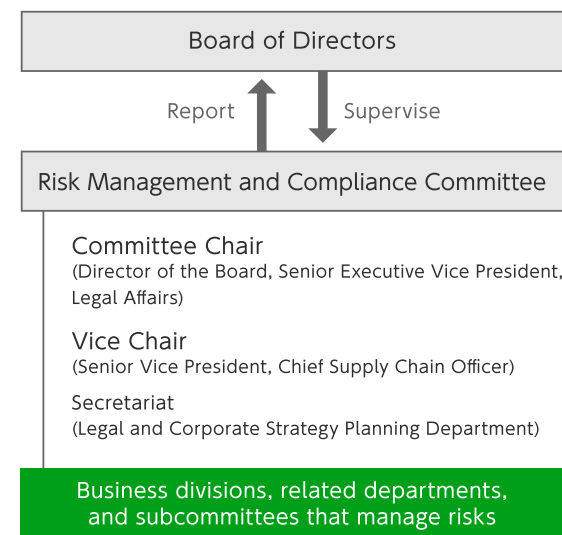 Board of Directors
Report
Supervise
Risk Management and Compliance Committee
Committee Chair
(Director of the Board, Senior Executive Vice President,
Legal Affairs)
Vice Chair
(Senior Vice President, Chief Supply Chain Officer)
Secretariat
(Legal and Corporate Strategy Planning Department)
Business divisions, related departments,
and subcommittees that manage risks